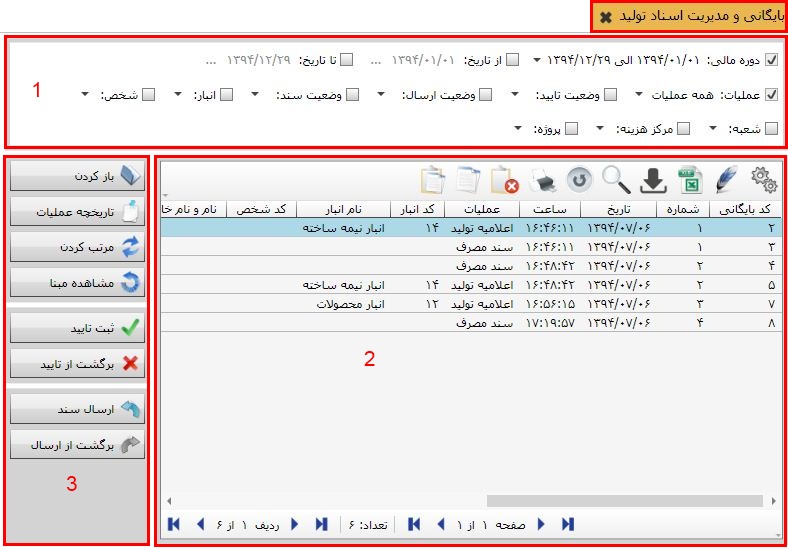 بایگانی و مدیریت اسناد تولید
دوره مالی: ۱۳۹۴/۰۱/۰۱ الی ۱۳۹۴/۱۲/۲۹ از تاریخ: ۱۳۹۴/۰۱/۰۱ ... تا تاریخ: ۱۳۹۴/۱۲/۲۹ ...
عملیات: همه عملیات وضعیت تایید: وضعیت ارسال: وضعیت سند: انبار: شخص:
شعبه: مرکز هزینه: پروژه:
1
کد بایگانی شماره تاریخ ساعت عملیات کد انبار نام انبار کد شخص نام و نام خا
۲ ۱ ۱۳۹۴/۰۷/۰۶ ۱۶:۴۶:۱۱ اعلامیه تولید ۱۴ انبار نیمه ساخته
۳ ۱ ۱۳۹۴/۰۷/۰۶ ۱۶:۴۶:۱۱ سند مصرف
۴ ۲ ۱۳۹۴/۰۷/۰۶ ۱۶:۴۸:۴۲ سند مصرف
۵ ۲ ۱۳۹۴/۰۷/۰۶ ۱۶:۴۸:۴۲ اعلامیه تولید ۱۴ انبار نیمه ساخته
۷ ۳ ۱۳۹۴/۰۷/۰۶ ۱۶:۵۶:۱۵ اعلامیه تولید ۱۲ انبار محصولات
۸ ۴ ۱۳۹۴/۰۷/۰۶ ۱۷:۱۹:۵۷ سند مصرف
2
صفحه ۱ از ۱ تعداد: ۶ ردیف ۱ از ۶
باز کردن
تاریخچه عملیات
مرتب کردن
مشاهده مبنا
ثبت تایید
برگشت از تایید
ارسال سند
برگشت از ارسال
3